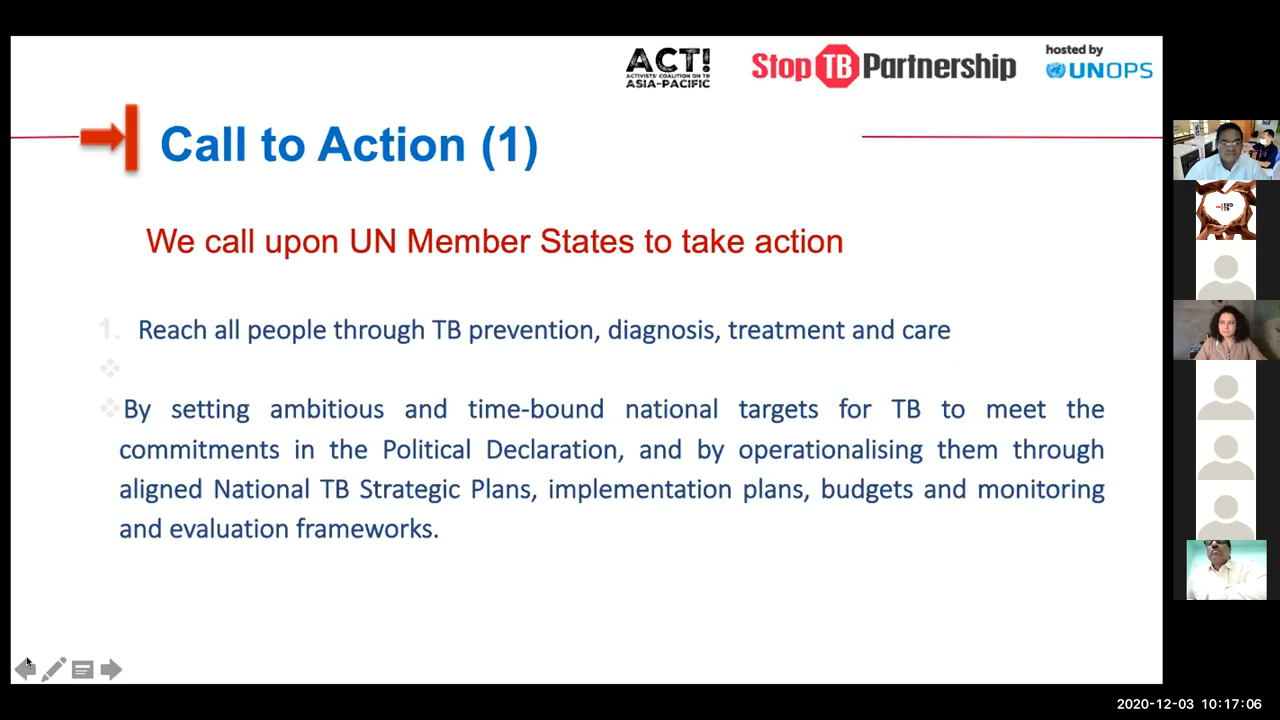 ACT!
ACTIVISTS' COALITION ON TB
ASIA-PACIFIC
Stop TB Partnership
hosted by
UNOPS
Call to Action (1)
We call upon UN Member States to take action
1. Reach all people through TB prevention, diagnosis, treatment and care
By setting ambitious and time-bound national targets for TB to meet the
commitments in the Political Declaration, and by operationalising them through
aligned National TB Strategic Plans, implementation plans, budgets and monitoring
and evaluation frameworks.
END
TB
2020-12-03 10:17:06